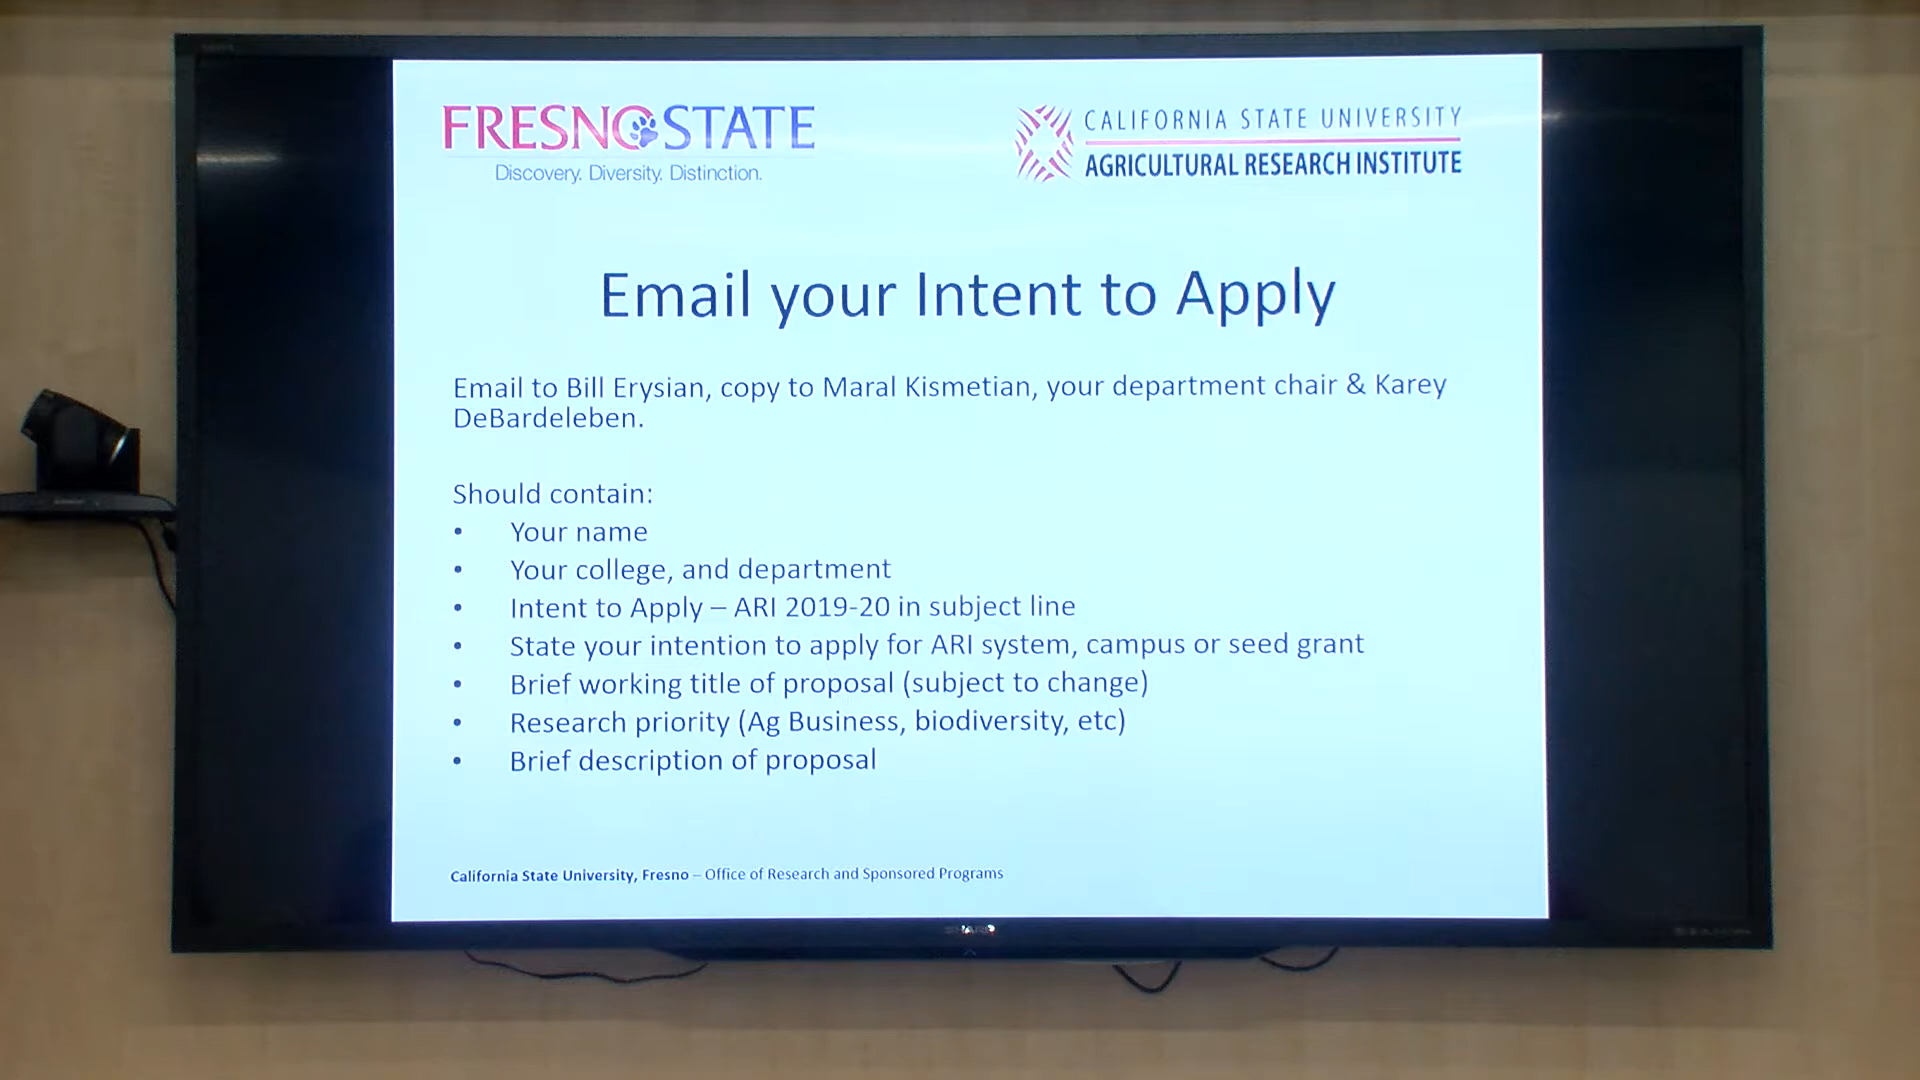 FRESNO STATE
Discovery. Diversity. Distinction.
CALIFORNIA STATE UNIVERSITY
AGRICULTURAL RESEARCH INSTITUTE
Email your Intent to Apply
Email to Bill Erysian, copy to Maral Kismetian, your department chair & Karey
DeBardeleben.
Should contain:
• Your name
• Your college, and department
• Intent to Apply – ARI 2019-20 in subject line
• State your intention to apply for ARI system, campus or seed grant
• Brief working title of proposal (subject to change)
• Research priority (Ag Business, biodiversity, etc)
• Brief description of proposal
California State University, Fresno – Office of Research and Sponsored Programs
SHARP